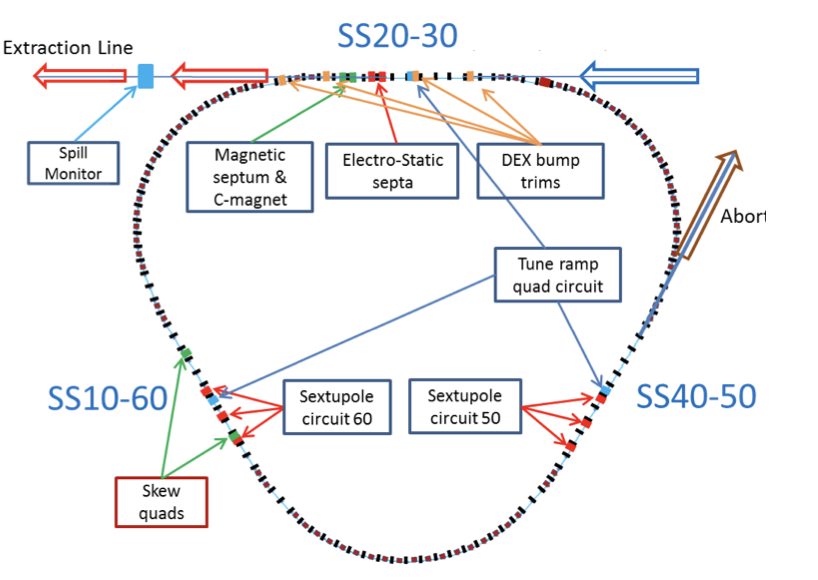 SS20-30
Extraction Line
Spill
Monitor
Magnetic
septum &
C-magnet
Electro-Static
septa
DEX bump
trims
Abort
Tune ramp
quad circuit
SS10-60
Sextupole
circuit 60
Sextupole
circuit 50
SS40-50
Skew
quads